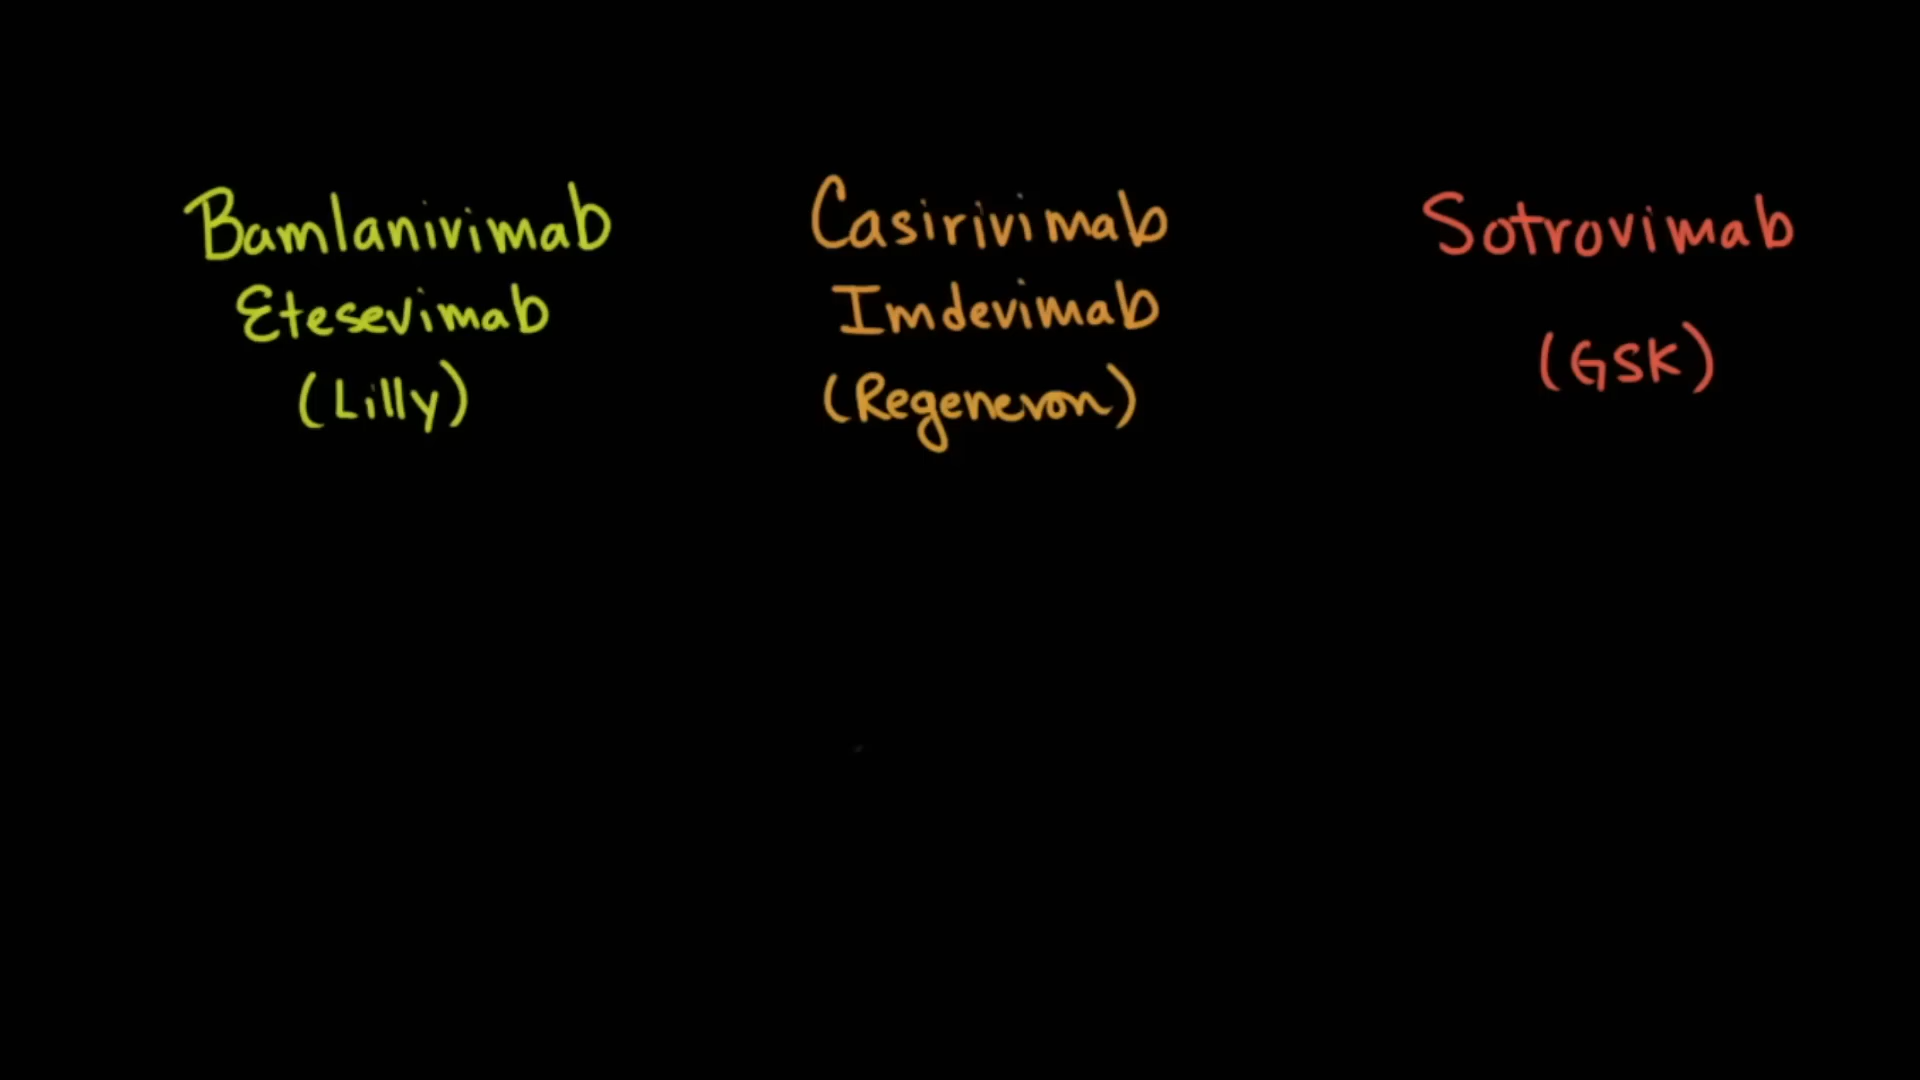 Bamlanivimab
Etesevimab
(Lilly)
Casirivimab
Imdevimab
(Regeneron)
Sotrovimab
(GSK)